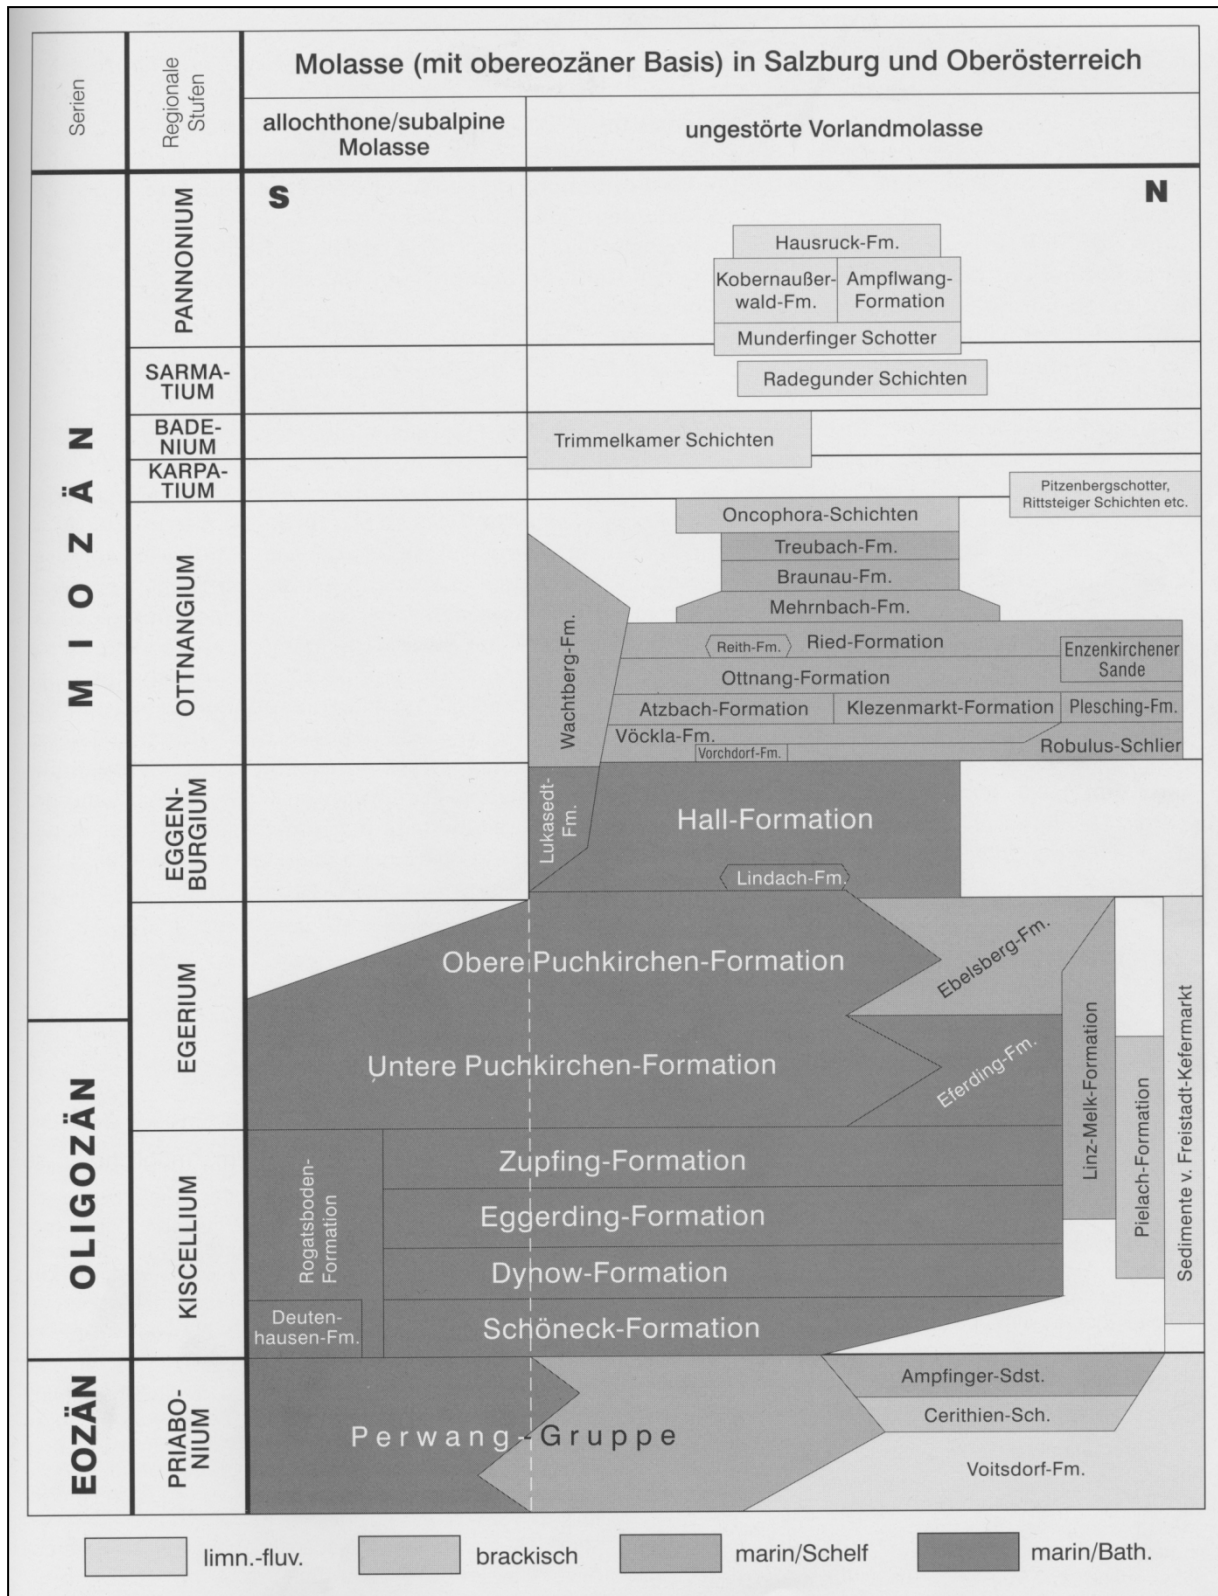 Serien
Regionale
Stufen
Molasse (mit obereozäner Basis) in Salzburg und Oberösterreich
allochthone/subalpine
Molasse
ungestörte Vorlandmolasse
S
N
MIOZÄN
OLIGOZÄN
EOZÄN
PANNONIUM
SARMA-
TIUM
BADE-
NIUM
KARPA-
TIUM
OTTNANGIUM
EGGEN-
BURGIUM
EGERIUM
KISCELLIUM
PRIABO-
NIUM
Hausruck-Fm.
Kobernaußer-
wald-Fm.
Ampflwang-
Formation
Munderfinger Schotter
Radegunder Schichten
Trimmelkamer Schichten
Pitzenbergschotter,
Rittsteiger Schichten etc.
Oncophora-Schichten
Treubach-Fm.
Braunau-Fm.
Mehrnbach-Fm.
Wachtberg-Fm.
Reith-Fm.
Ried-Formation
Enzenkirchener
Sande
Ottnang-Formation
Atzbach-Formation
Klezenmarkt-Formation
Plesching-Fm.
Vöckla-Fm.
Vorchdorf-Fm.
Robulus-Schlier
Lukasedt-
Fm.
Hall-Formation
Lindach-Fm.
Obere Puchkirchen-Formation
Ebelsberg-Fm.
Untere Puchkirchen-Formation
Eferding-Fm.
Linz-Melk-Formation
Pielach-Formation
Sedimente v. Freistadt-Kefermarkt
Rogatsboden-
Formation
Zupfing-Formation
Eggerding-Formation
Dynow-Formation
Deuten-
hausen-Fm.
Schöneck-Formation
Ampfinger-Sdst.
Cerithien-Sch.
Perwang-Gruppe
Voitsdorf-Fm.
limn.-fluv.
brackisch
marin/Schelf
marin/Bath.